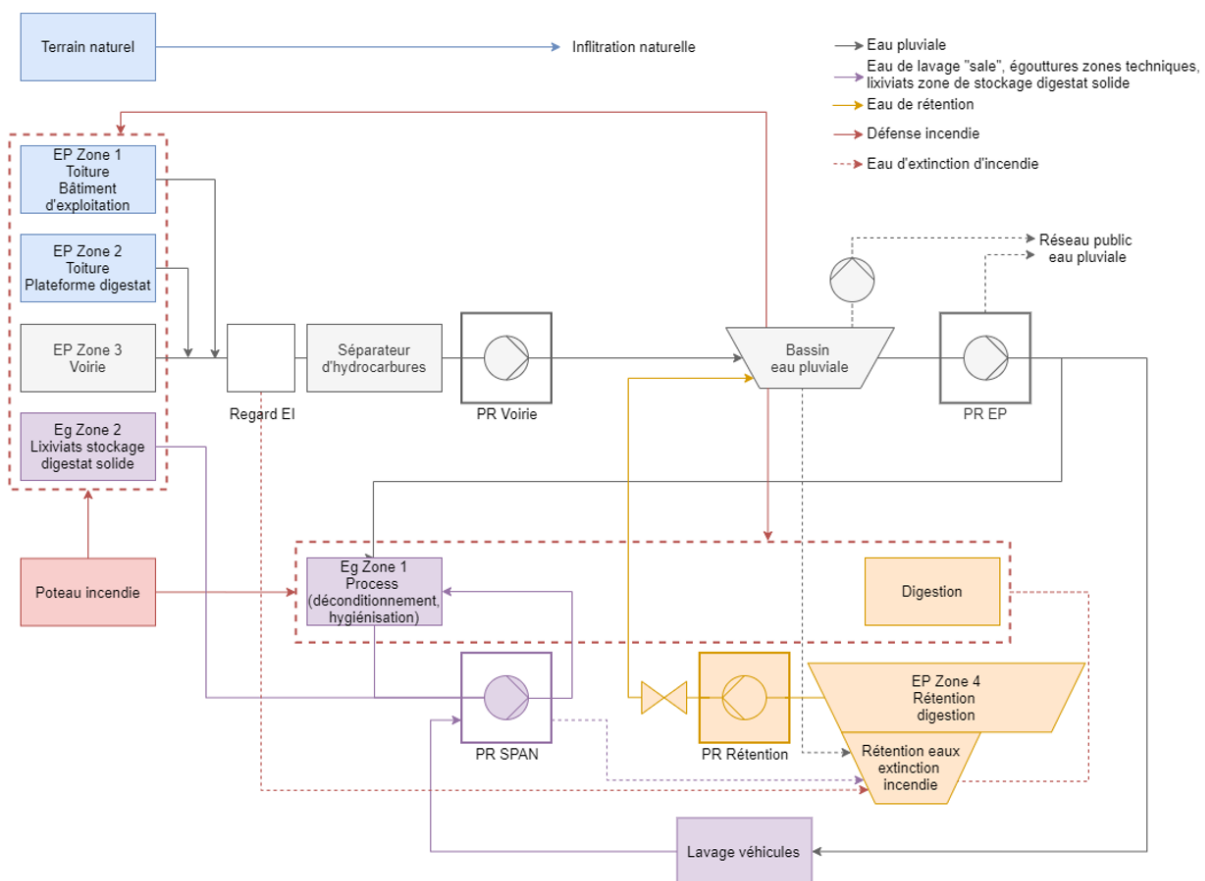 Terrain naturel
Inflitration naturelle
Eau pluviale
Eau de lavage "sale", égouttures zones techniques,
lixiviats zone de stockage digestat solide
Eau de rétention
Défense incendie
Eau d'extinction d'incendie
EP Zone 1
Toiture
Bâtiment
d'exploitation
EP Zone 2
Toiture
Plateforme digestat
Réseau public
eau pluviale
EP Zone 3
Voirie
Regard EI
Séparateur
d'hydrocarbures
PR Voirie
Bassin
eau pluviale
PR EP
Eg Zone 2
Lixiviats stockage
digestat solide
Poteau incendie
Eg Zone 1
Process
(déconditionnement,
hygiénisation)
Digestion
PR SPAN
PR Rétention
EP Zone 4
Rétention
digestion
Rétention eaux
extinction
incendie
Lavage véhicules